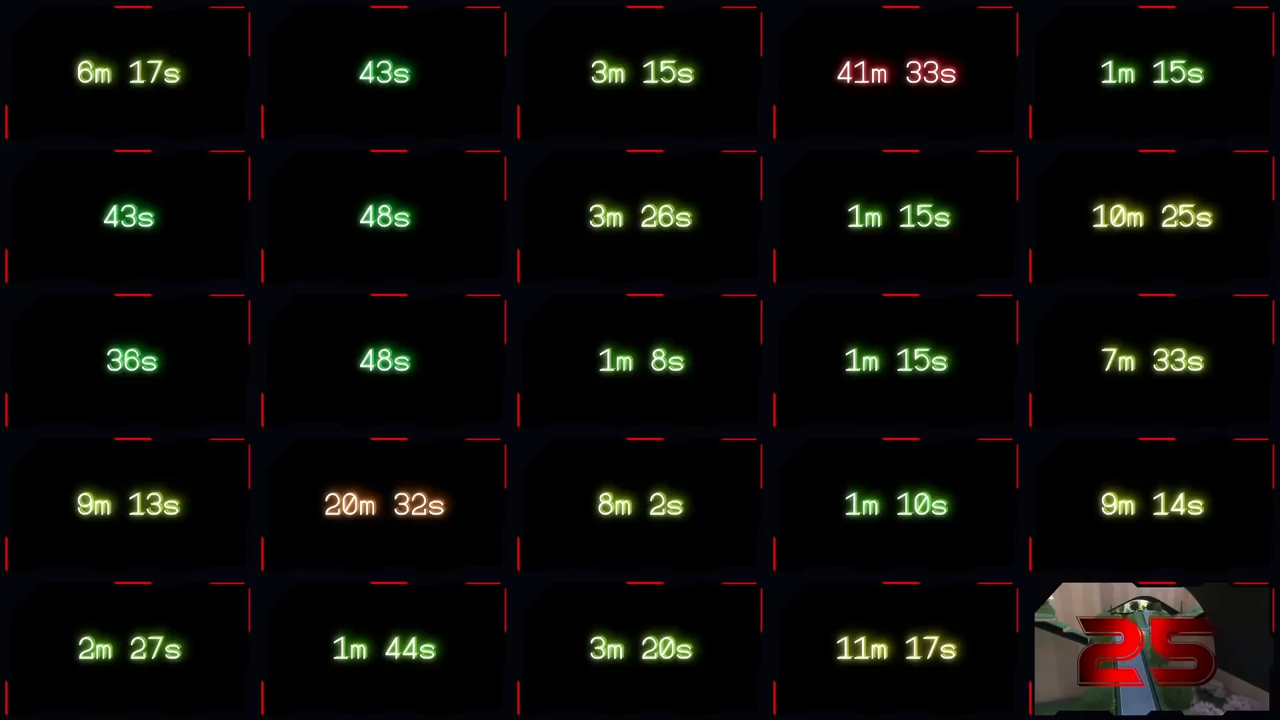 6m 17s
43s
3m 15s
41m 33s
1m 15s
43s
48s
3m 26s
1m 15s
10m 25s
36s
48s
1m 8s
1m 15s
7m 33s
9m 13s
20m 32s
8m 2s
1m 10s
9m 14s
2m 27s
1m 44s
3m 20s
11m 17s
25